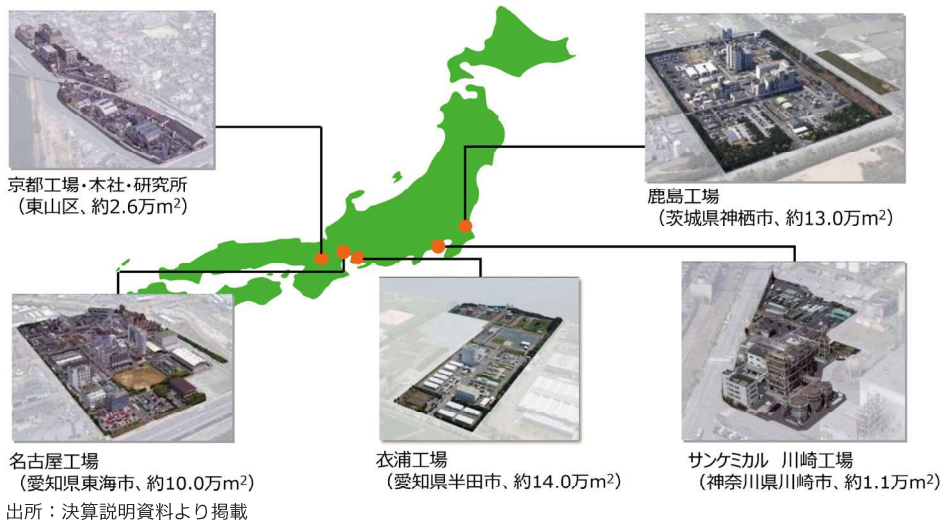 京都工場・本社・研究所
（東山区、約2.6万m²）
鹿島工場
（茨城県神栖市、約13.0万m²）
名古屋工場
（愛知県東海市、約10.0万m²）
衣浦工場
（愛知県半田市、約14.0万m²）
サンケミカル 川崎工場
（神奈川県川崎市、約1.1万m²）
出所：決算説明資料より掲載